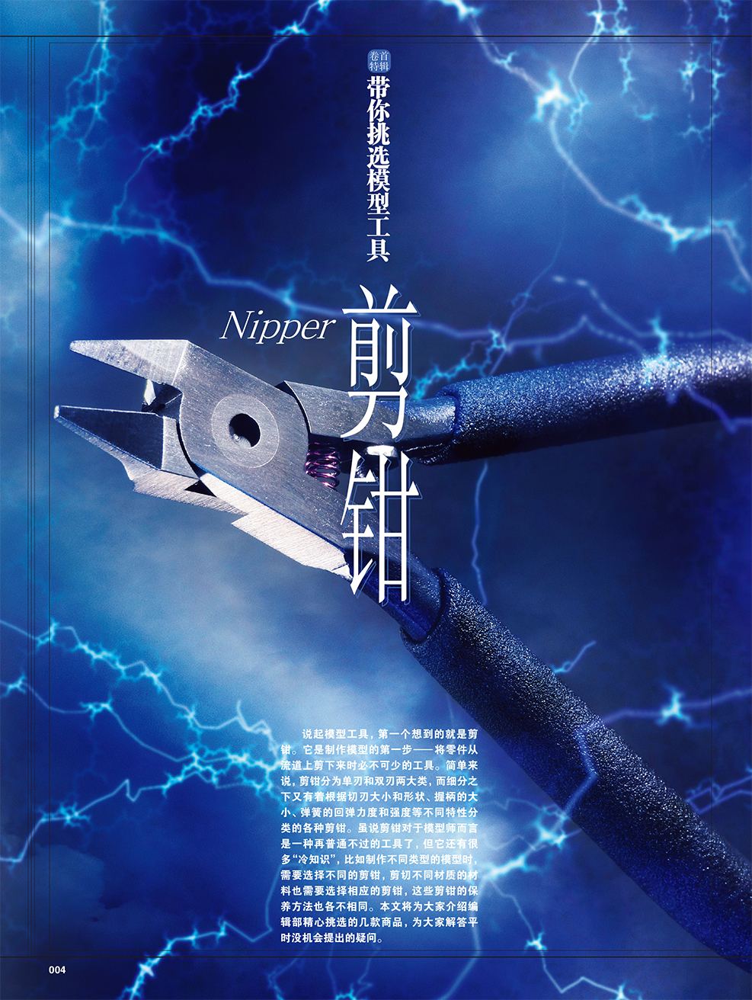 卷首
特辑
带你挑选模型工具
Nipper
剪钳
说起模型工具，第一个想到的就是剪
钳。它是制作模型的第一步——将零件从
流道上剪下来时必不可少的工具。简单来
说，剪钳分为单刃和双刃两大类，而细分之
下又有着根据切刃大小和形状、握柄的大
小、弹簧的回弹力度和强度等不同特性分
类的各种剪钳。虽说剪钳对于模型师而言
是一种再普通不过的工具了，但它还有很
多“冷知识”，比如制作不同类型的模型时，
需要选择不同的剪钳，剪切不同材质的材
料也需要选择相应的剪钳，这些剪钳的保
养方法也各不相同。本文将为大家介绍编
辑部精心挑选的几款商品，为大家解答平
时没机会提出的疑问。
004